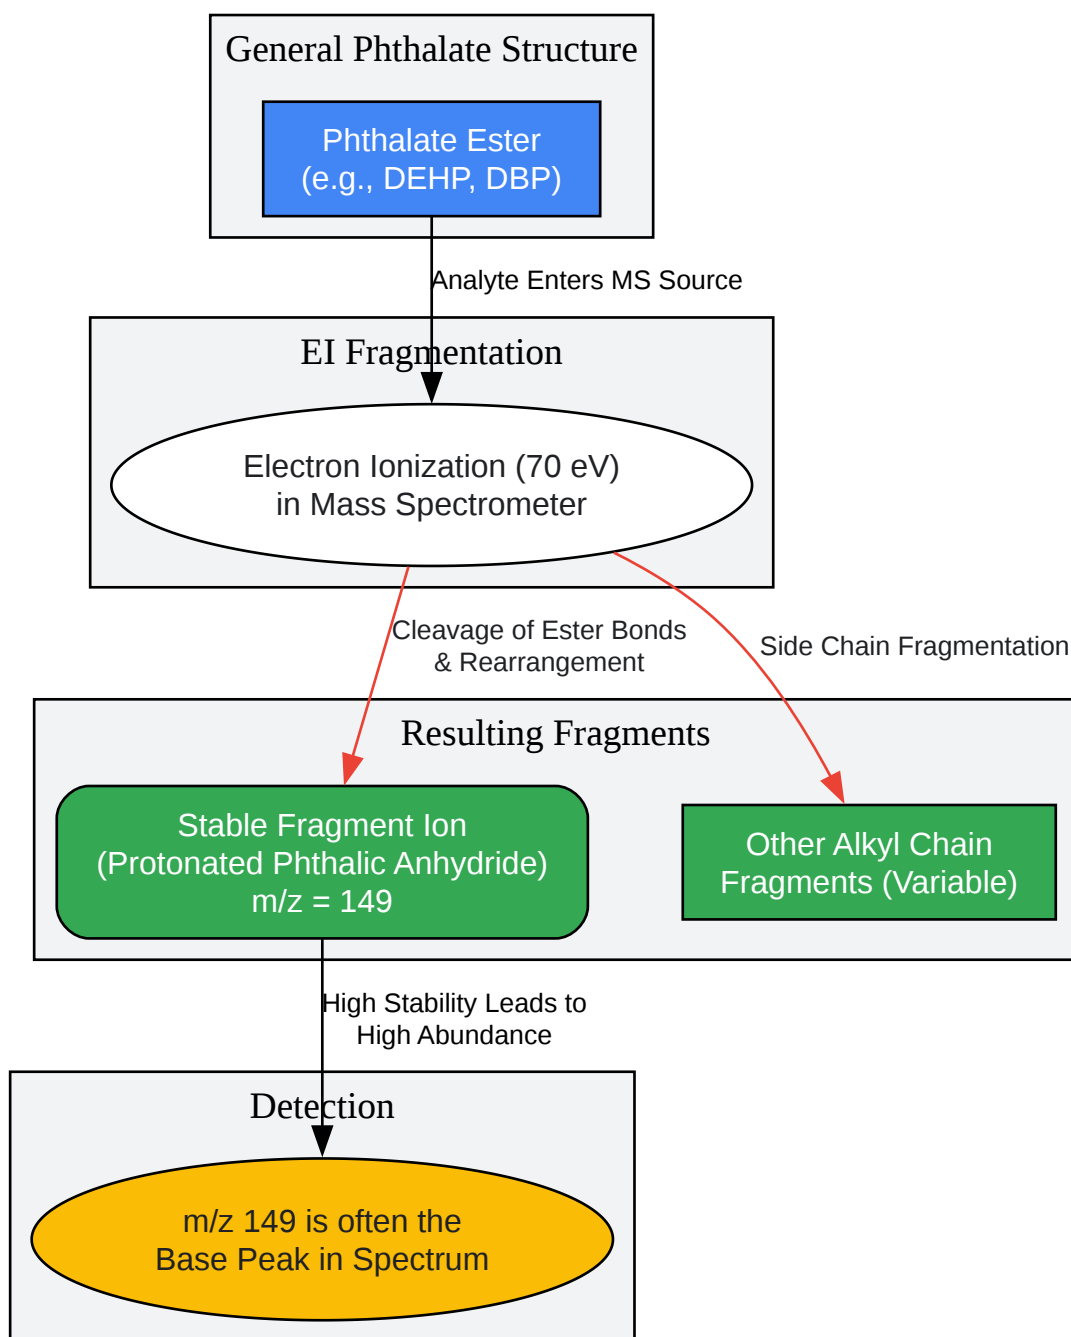 General Phthalate Structure
Phthalate Ester
(e.g., DEHP, DBP)
Analyte Enters MS Source
EI Fragmentation
Electron Ionization (70 eV)
in Mass Spectrometer
Cleavage of Ester Bonds
& Rearrangement
Side Chain Fragmentation
Resulting Fragments
Stable Fragment Ion
(Protonated Phthalic Anhydride)
m/z = 149
Other Alkyl Chain
Fragments (Variable)
High Stability Leads to
High Abundance
Detection
m/z 149 is often the
Base Peak in Spectrum